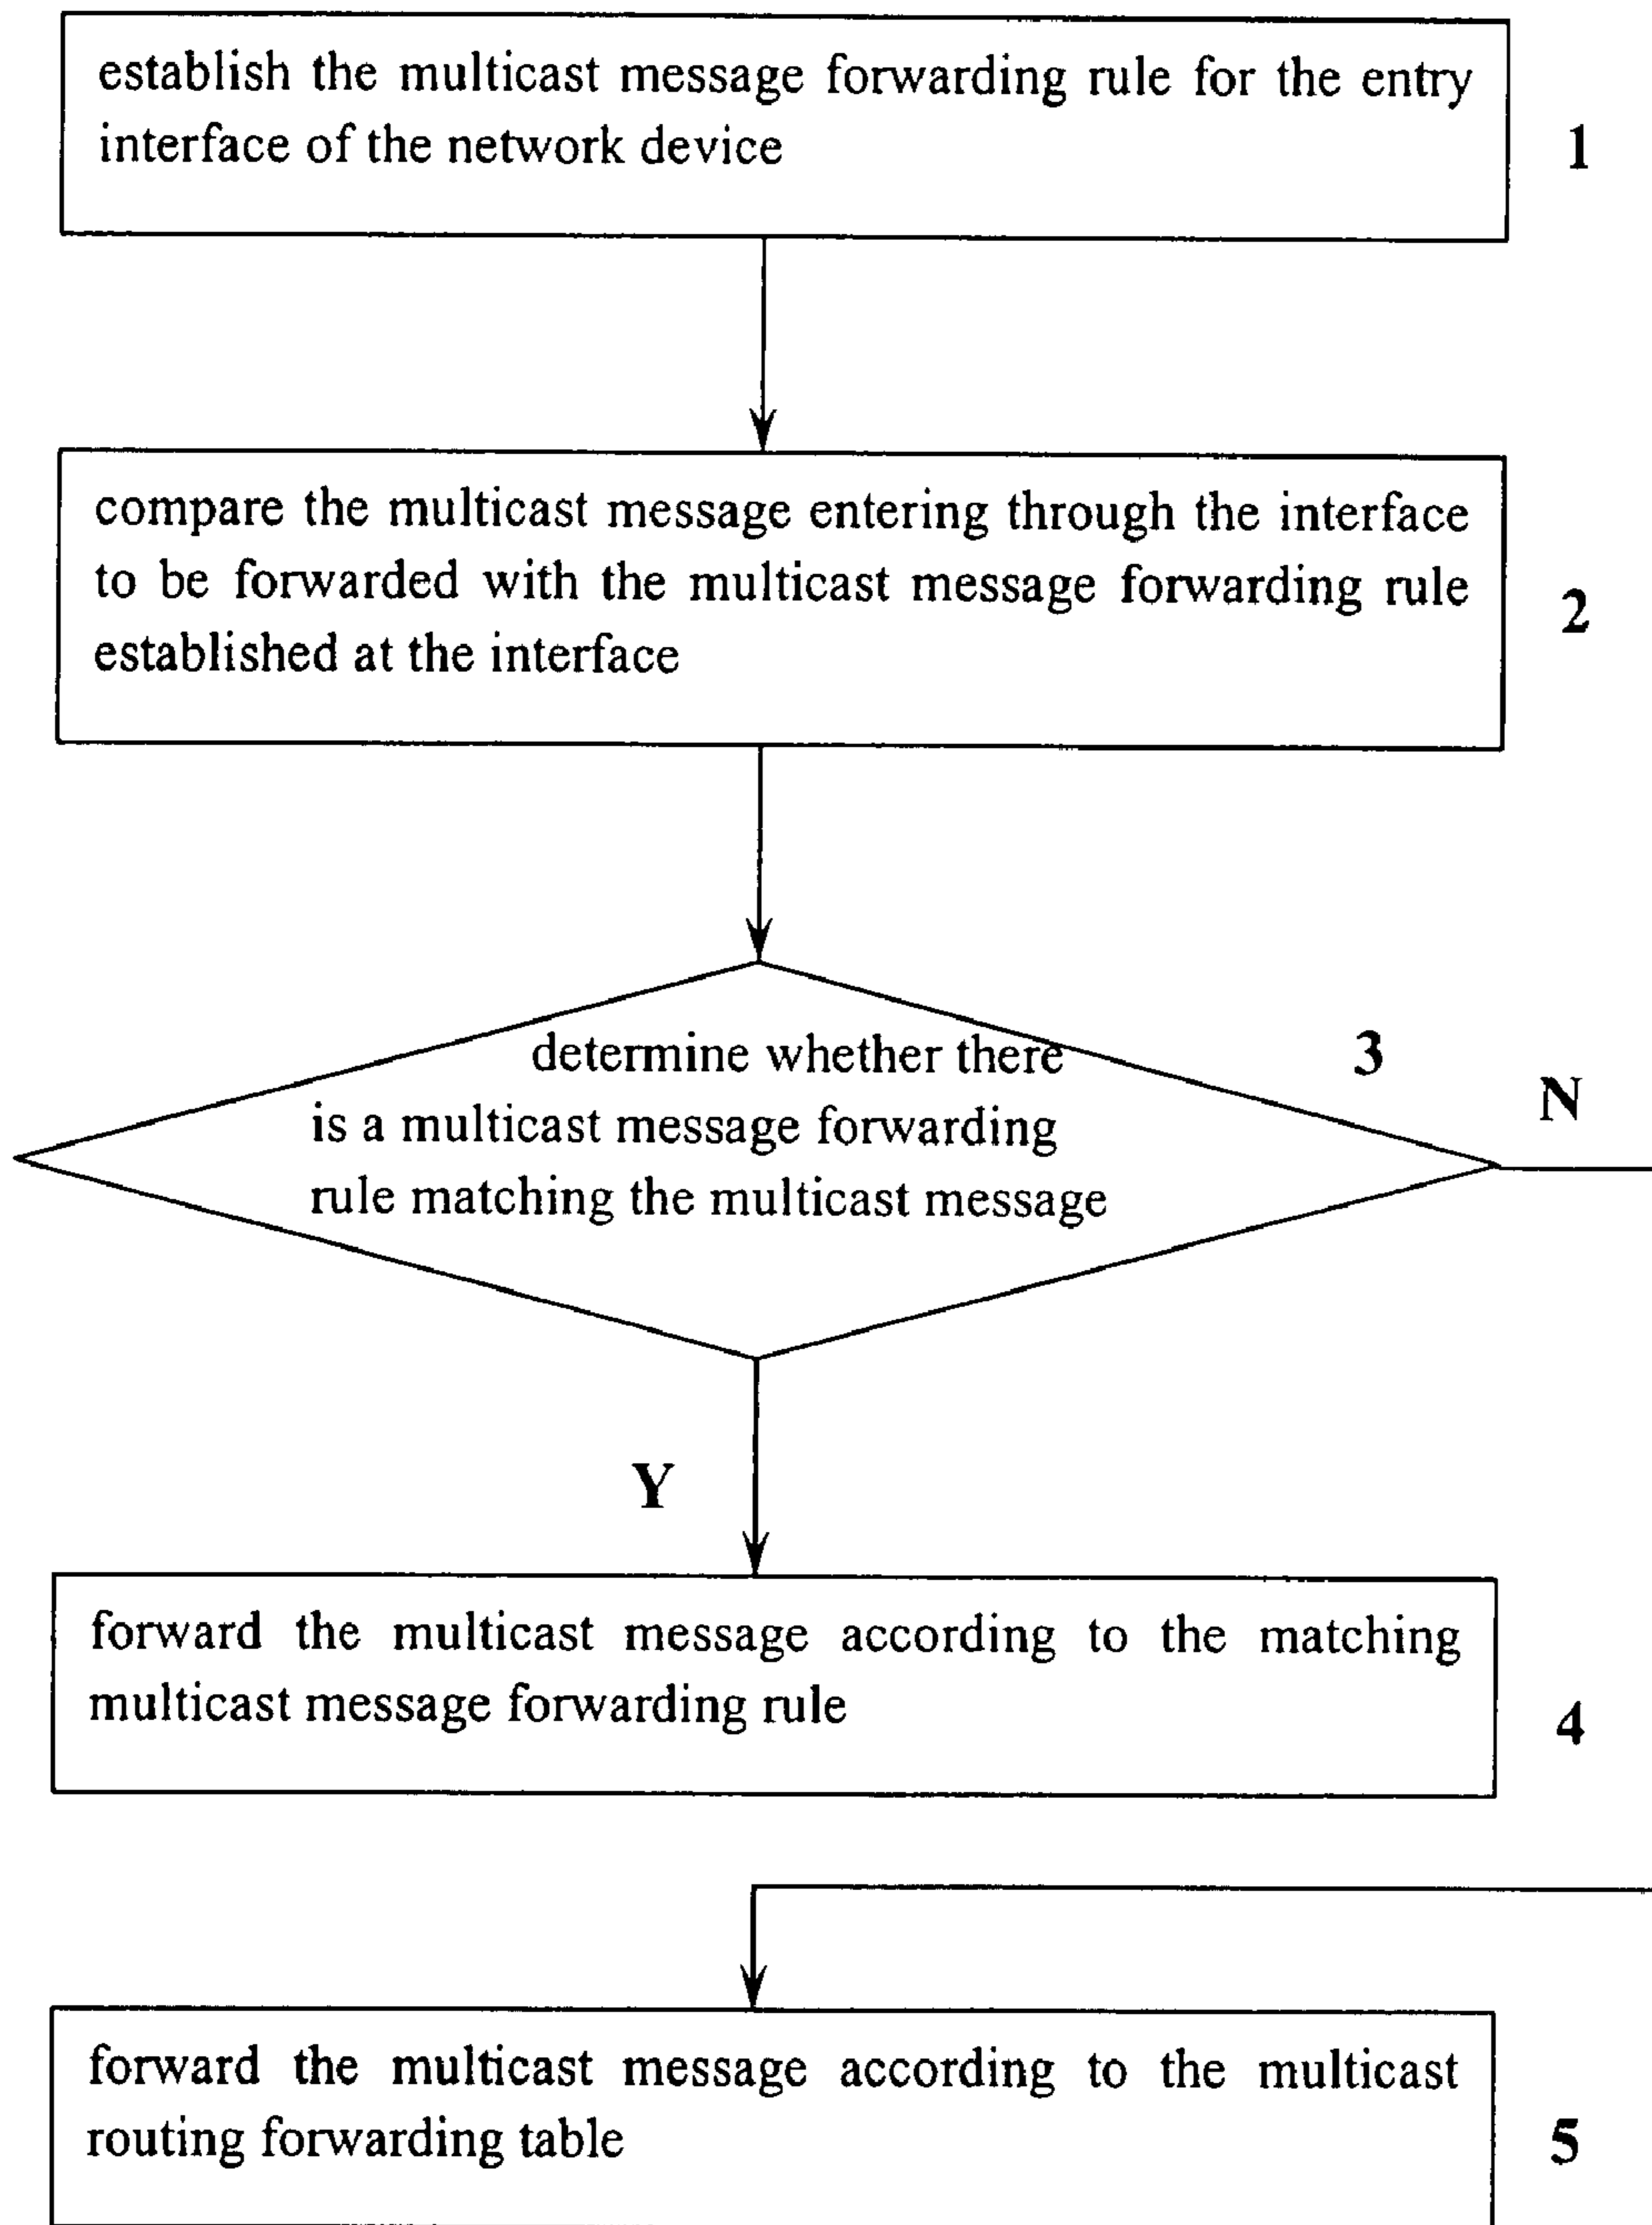 establish the multicast message forwarding rule for the entry
interface of the network device
1
compare the multicast message entering through the interface
to be forwarded with the multicast message forwarding rule
established at the interface
2
determine whether there
is a multicast message forwarding
rule matching the multicast message
3
N
Y
forward the multicast message according to the matching
multicast message forwarding rule
4
forward the multicast message according to the multicast
routing forwarding table
5